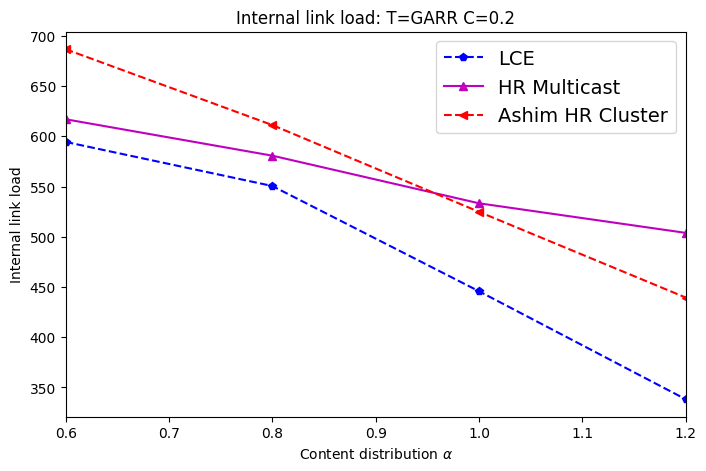 Internal link load: T=GARR C=0.2
LCE
HR Multicast
Ashim HR Cluster
Internal link load
700
650
600
550
500
450
400
350
0.6
0.7
0.8
0.9
1.0
1.1
1.2
Content distribution α